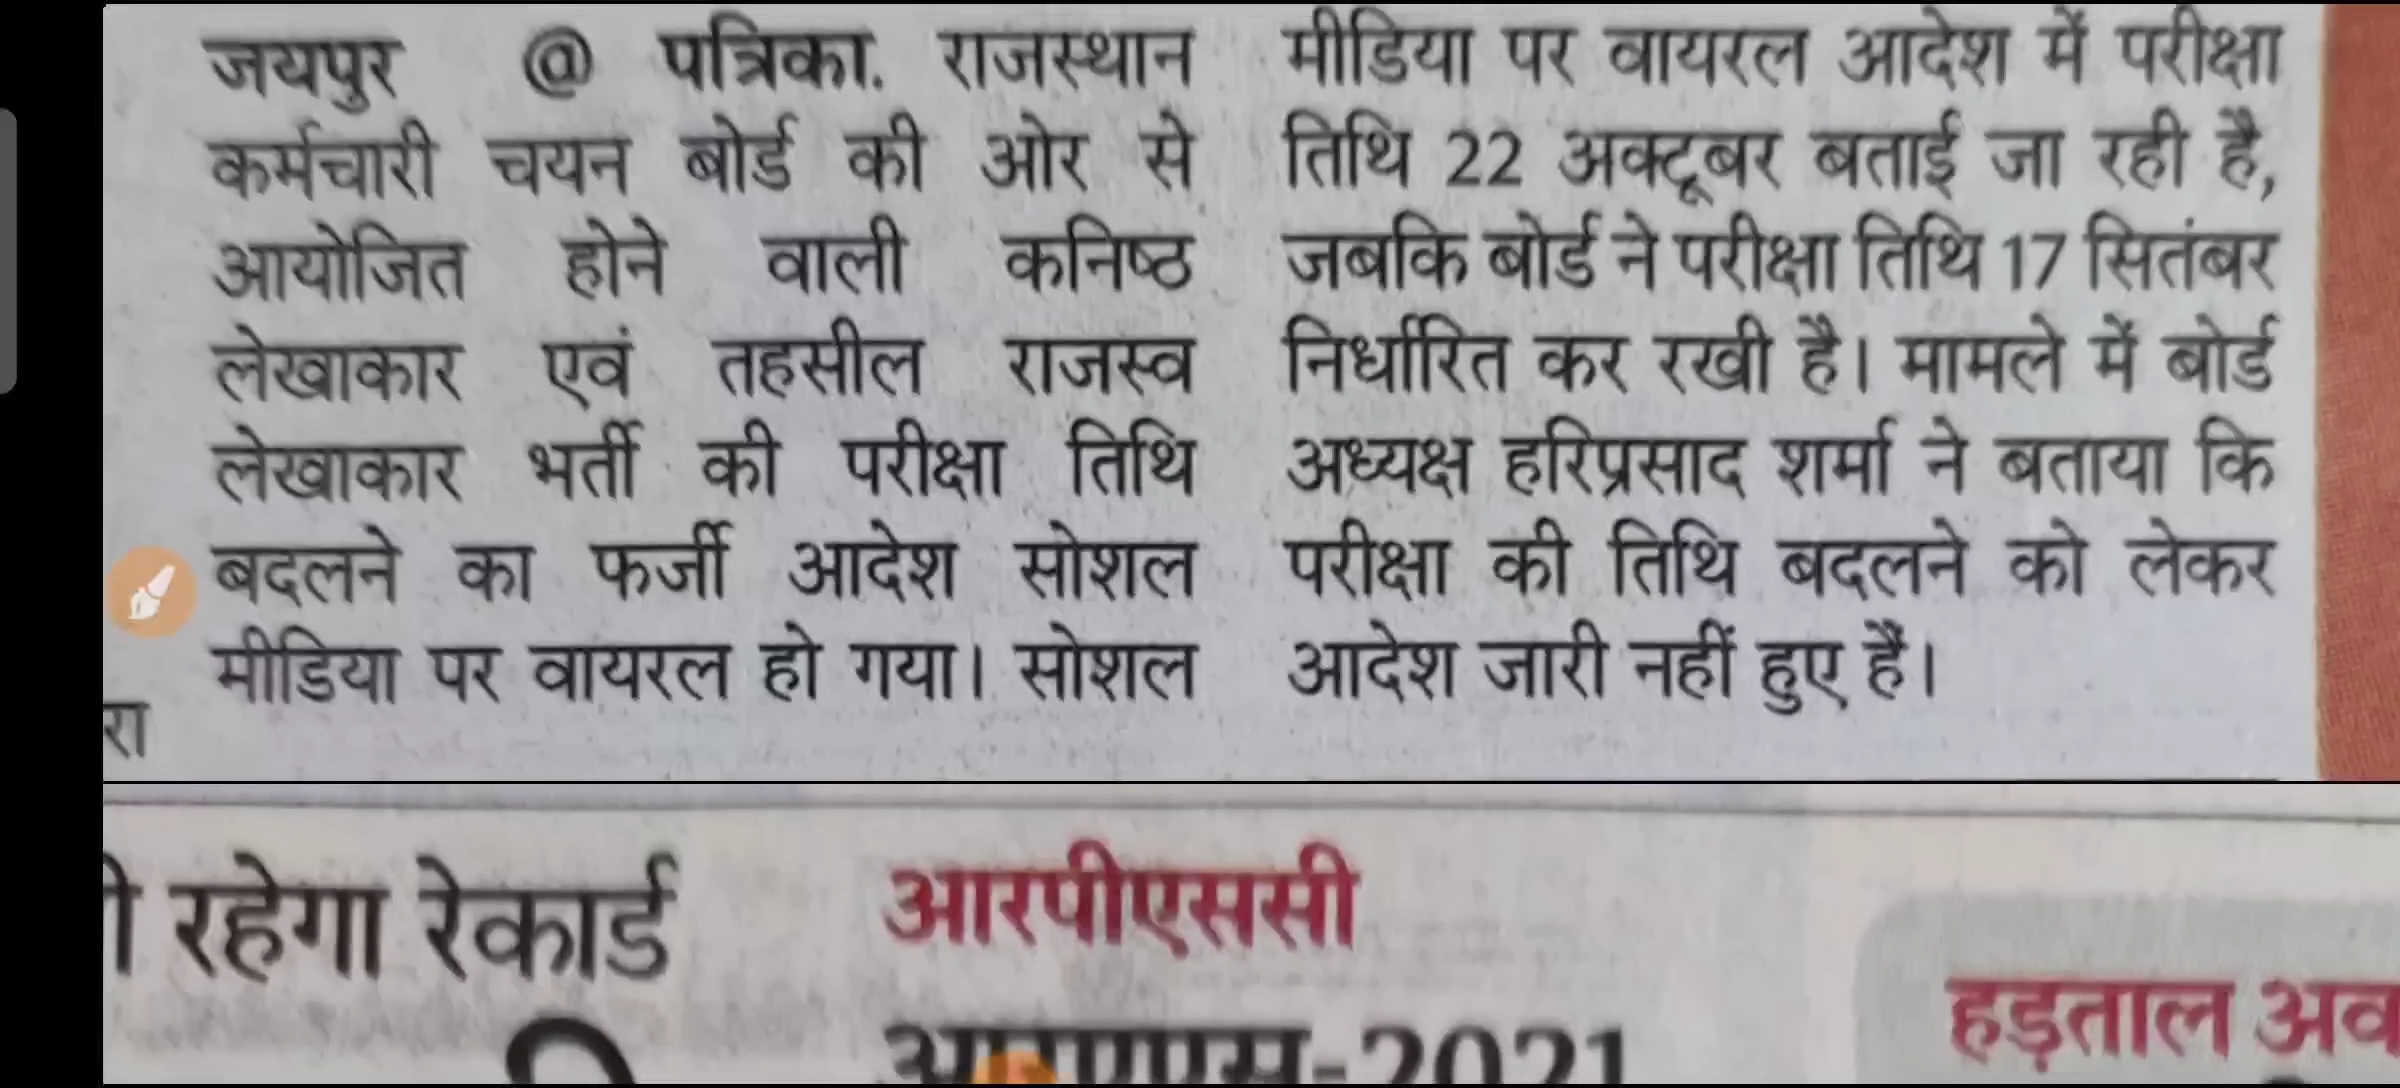 जयपुर @ पत्रिका. राजस्थान
कर्मचारी चयन बोर्ड की ओर से
आयोजित होने वाली कनिष्ठ
लेखाकार एवं तहसील राजस्व
लेखाकार भर्ती की परीक्षा तिथि
बदलने का फर्जी आदेश सोशल
मीडिया पर वायरल हो गया। सोशल
मीडिया पर वायरल आदेश में परीक्षा
तिथि 22 अक्टूबर बताई जा रही है,
जबकि बोर्ड ने परीक्षा तिथि 17 सितंबर
निर्धारित कर रखी है। मामले में बोर्ड
अध्यक्ष हरिप्रसाद शर्मा ने बताया कि
परीक्षा की तिथि बदलने को लेकर
आदेश जारी नहीं हुए है।
रा
रहेगा रेकार्ड
आरपीएससी
-2021
हड़ताल